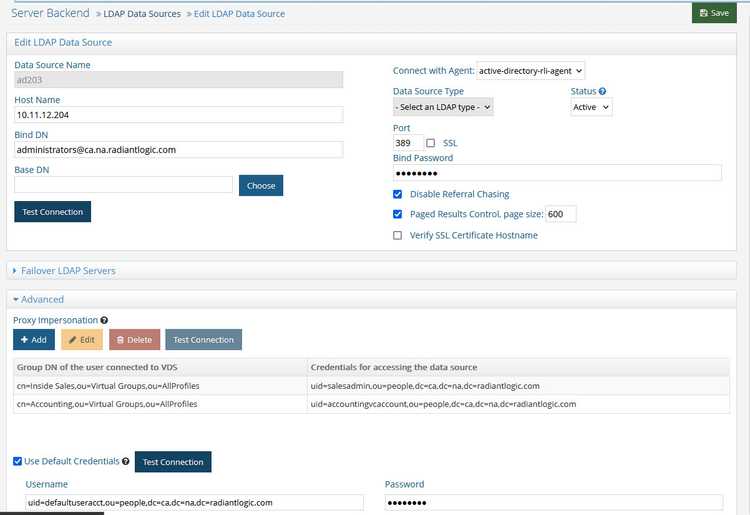 Server Backend » LDAP Data Sources » Edit LDAP Data Source
Save
Edit LDAP Data Source
Data Source Name
ad203
Host Name
10.11.12.204
Bind DN
administrators@ca.na.radiantlogic.com
Base DN
Choose
Test Connection
Connect with Agent: active-directory-rli-agent
Data Source Type
- Select an LDAP type -
Status ?
Active
Port
389 SSL
Bind Password
Disable Referral Chasing
Paged Results Control, page size: 600
Verify SSL Certificate Hostname
Failover LDAP Servers
Advanced
Proxy Impersonation ?
+ Add Edit Delete Test Connection
Group DN of the user connected to VDS Credentials for accessing the data source
cn=Inside Sales,ou=Virtual Groups,ou=AllProfiles uid=salesadmin,ou=people,dc=ca,dc=na,dc=radiantlogic.com
cn=Accounting,ou=Virtual Groups,ou=AllProfiles uid=accountingvcaccount,ou=people,dc=ca,dc=na,dc=radiantlogic.com
Use Default Credentials ? Test Connection
Username Password
uid=defaultuseracct,ou=people,dc=ca,dc=na,dc=radiantlogic.com